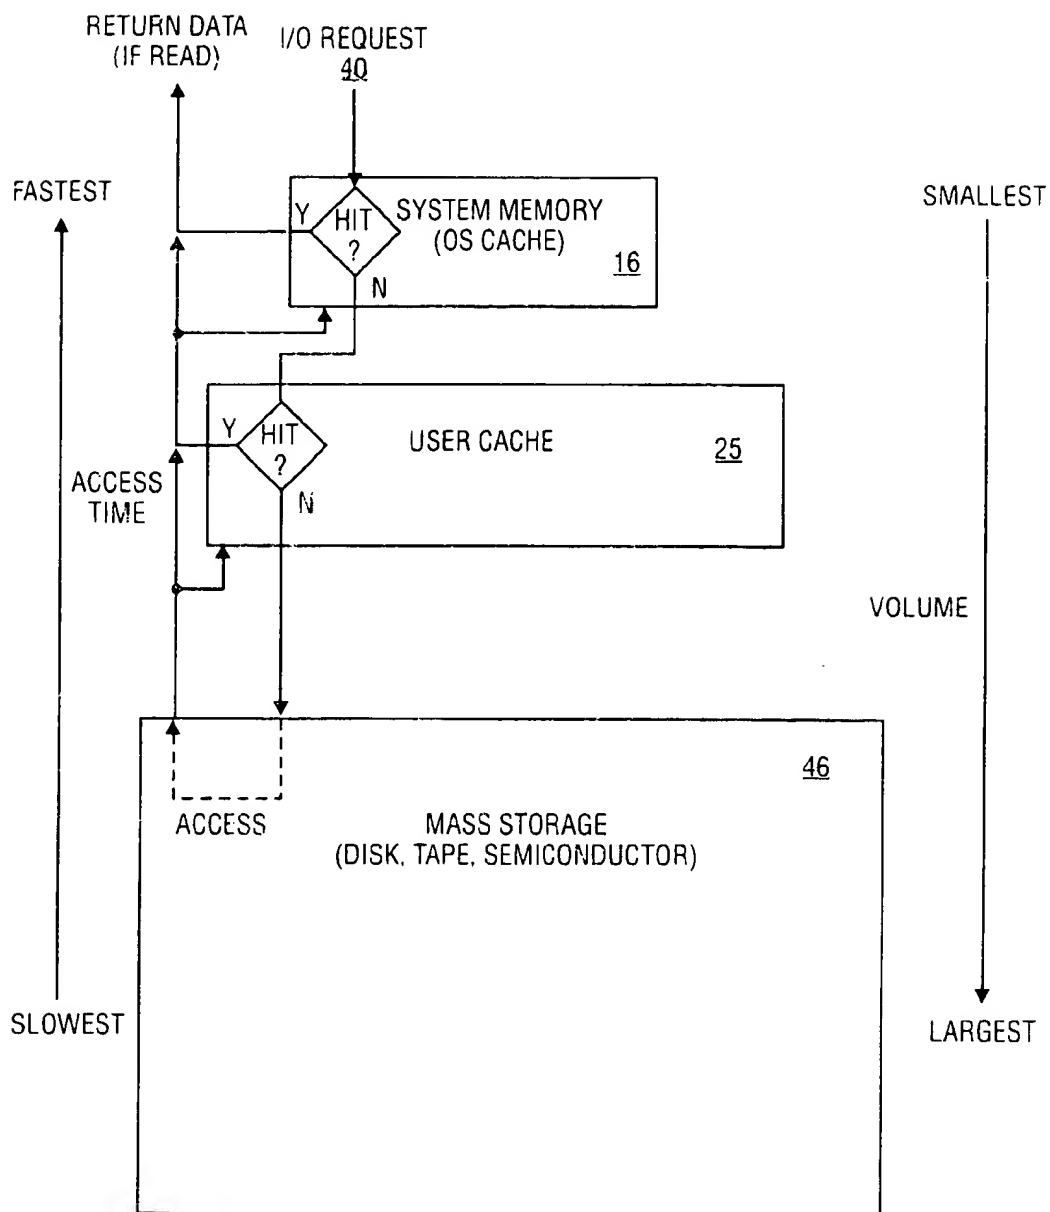 RETURN DATA
(IF READ)
I/O REQUEST
40
FASTEST
SMALLEST
Y
HIT
?
N
SYSTEM MEMORY
(OS CACHE)
16
Y
HIT
?
N
USER CACHE
25
ACCESS
TIME
VOLUME
46
ACCESS
MASS STORAGE
(DISK, TAPE, SEMICONDUCTOR)
SLOWEST
LARGEST